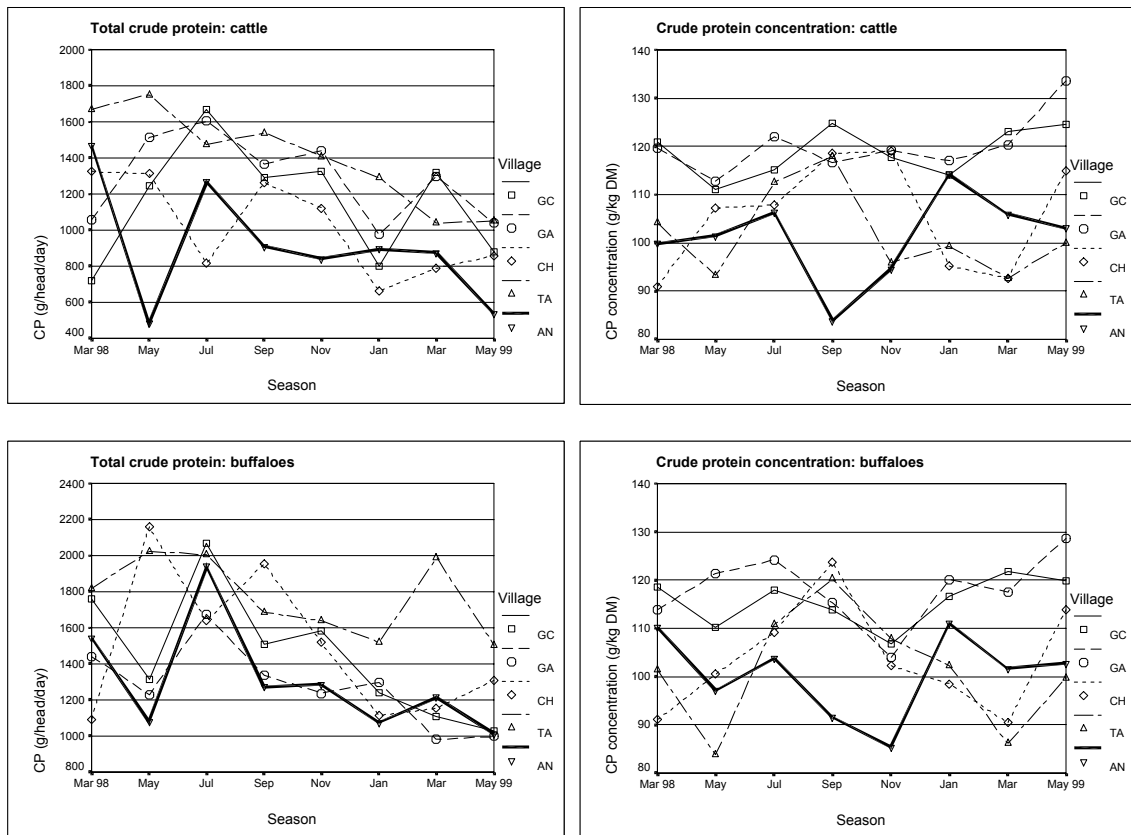 Total crude protein: cattle
2000
1800
1600
1400
1200
1000
800
600
400
CP (g/head/day)
Mar 98 May Jul Sep Nov Jan Mar May 99
Season
Village
GC
GA
CH
TA
AN
Crude protein concentration: cattle
140
130
120
110
100
90
80
CP concentration (g/kg DM)
Mar 98 May Jul Sep Nov Jan Mar May 99
Season
Village
GC
GA
CH
TA
AN
Total crude protein: buffaloes
2400
2200
2000
1800
1600
1400
1200
1000
800
CP (g/head/day)
Mar 98 May Jul Sep Nov Jan Mar May 99
Season
Village
GC
GA
CH
TA
AN
Crude protein concentration: buffaloes
140
130
120
110
100
90
80
CP concentration (g/kg DM)
Mar 98 May Jul Sep Nov Jan Mar May 99
Season
Village
GC
GA
CH
TA
AN